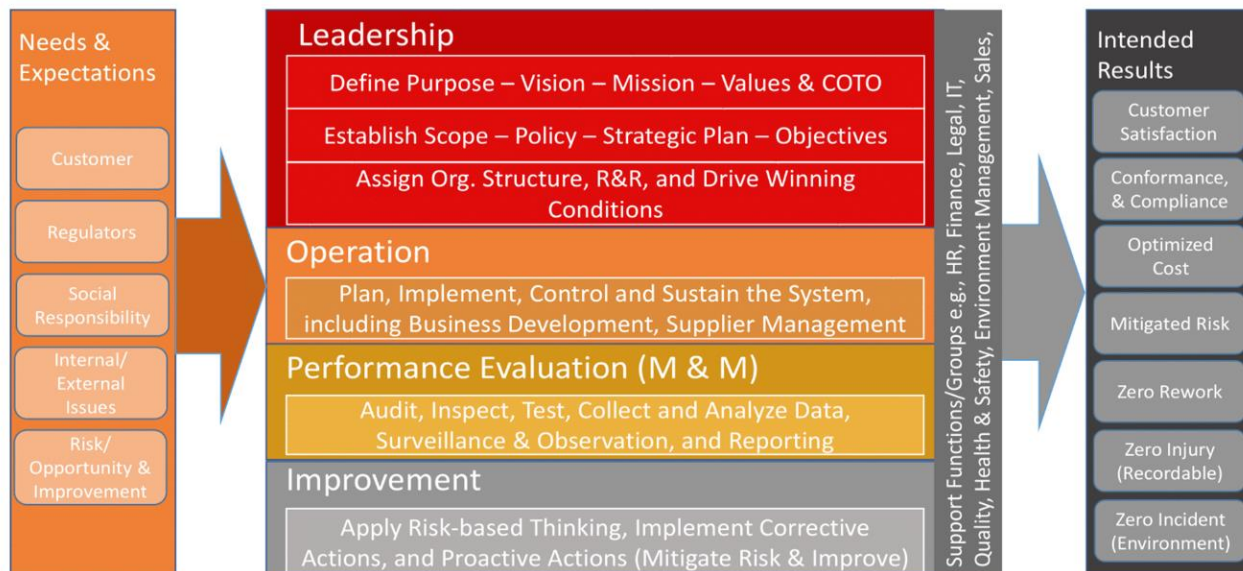 Needs &
Expectations
Customer
Regulators
Social
Responsibility
Internal/
External
Issues
Risk/
Opportunity &
Improvement
Leadership
Define Purpose – Vision – Mission – Values & COTO
Establish Scope – Policy – Strategic Plan – Objectives
Assign Org. Structure, R&R, and Drive Winning
Conditions
Operation
Plan, Implement, Control and Sustain the System,
including Business Development, Supplier Management
Performance Evaluation (M & M)
Audit, Inspect, Test, Collect and Analyze Data,
Surveillance & Observation, and Reporting
Improvement
Apply Risk-based Thinking, Implement Corrective
Actions, and Proactive Actions (Mitigate Risk & Improve)
Support Functions/Groups e.g., HR, Finance, Legal, IT,
Quality, Health & Safety, Environment Management, Sales,
Intended
Results
Customer
Satisfaction
Conformance,
& Compliance
Optimized
Cost
Mitigated Risk
Zero Rework
Zero Injury
(Recordable)
Zero Incident
(Environment)